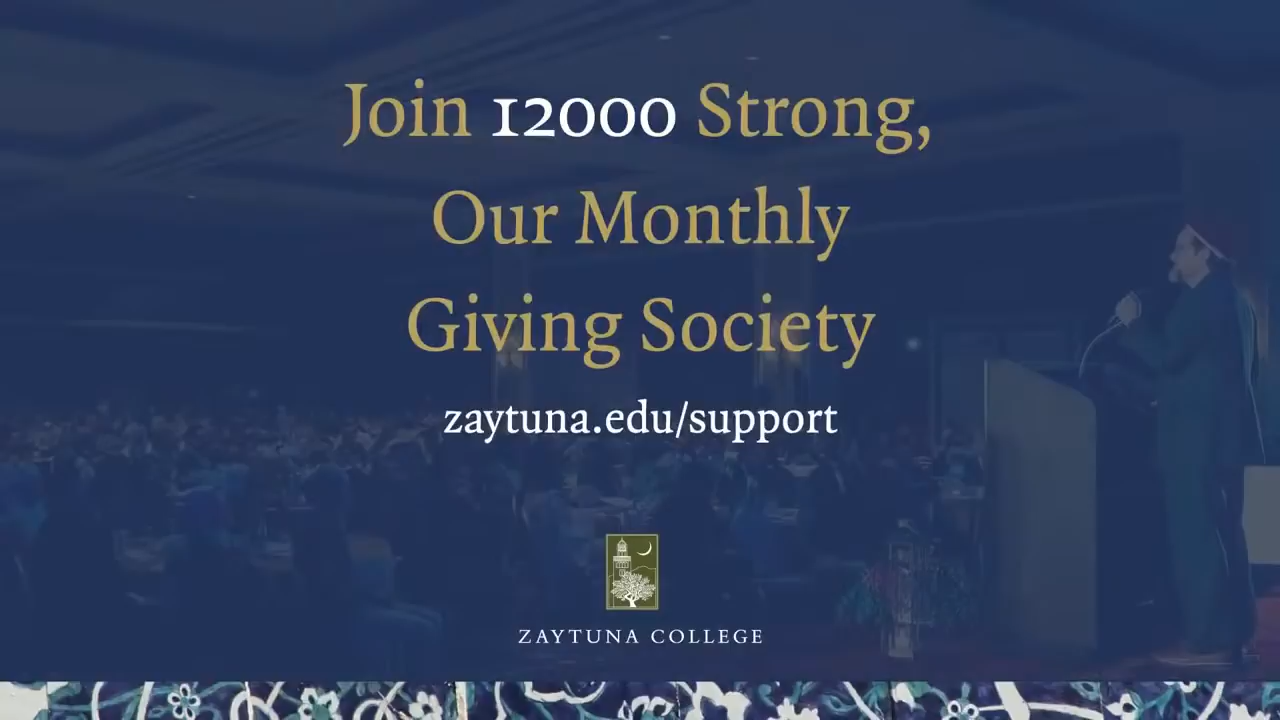 Join 12000 Strong,
Our Monthly
Giving Society
zaytuna.edu/support
ZAYTUNA COLLEGE